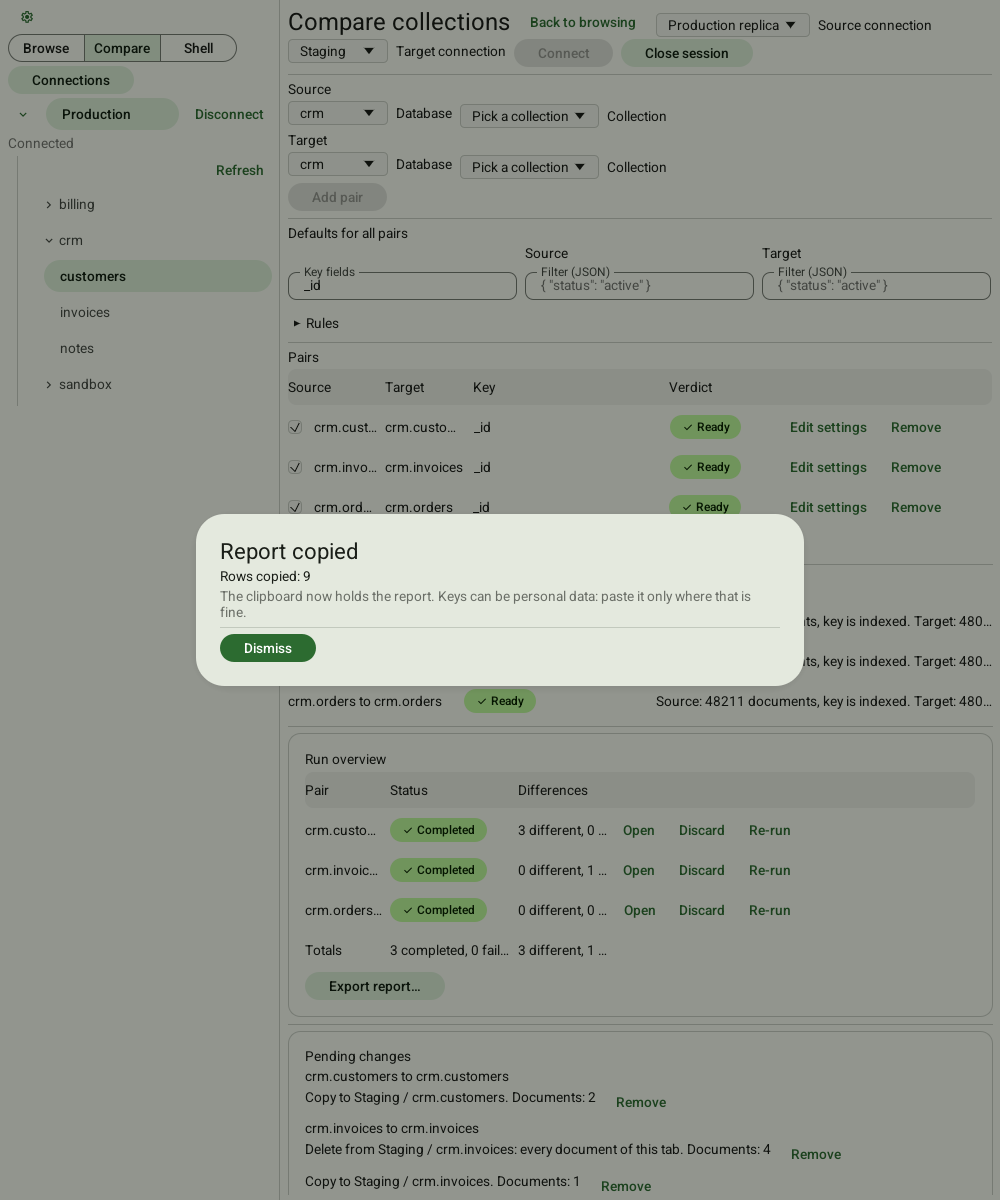 Browse Compare Shell
Connections
Production Disconnect
Connected
Refresh
billing
crm
customers
invoices
notes
sandbox
Compare collections Back to browsing Production replica Source connection
Staging Target connection Connect Close session
Source
crm Database Pick a collection Collection
Target
crm Database Pick a collection Collection
Add pair
Defaults for all pairs
Source Target
Key fields Filter (JSON) Filter (JSON)
_id { "status": "active" } { "status": "active" }
Rules
Pairs
Source Target Key Verdict
crm.cust… crm.custo… _id Ready Edit settings Remove
crm.invo… crm.invoices _id Ready Edit settings Remove
crm.ord… crm.orders _id Ready Edit settings Remove
Report copied
Rows copied: 9
The clipboard now holds the report. Keys can be personal data: paste it only where that is
fine.
Dismiss
key is indexed. Target: 480…
key is indexed. Target: 480…
crm.orders to crm.orders Ready Source: 48211 documents, key is indexed. Target: 480…
Run overview
Pair Status Differences
crm.custo… Completed 3 different, 0 … Open Discard Re-run
crm.invoic… Completed 0 different, 1 … Open Discard Re-run
crm.orders… Completed 0 different, 0 … Open Discard Re-run
Totals 3 completed, 0 fail… 3 different, 1 …
Export report…
Pending changes
crm.customers to crm.customers
Copy to Staging / crm.customers. Documents: 2 Remove
crm.invoices to crm.invoices
Delete from Staging / crm.invoices: every document of this tab. Documents: 4 Remove
Copy to Staging / crm.invoices. Documents: 1 Remove